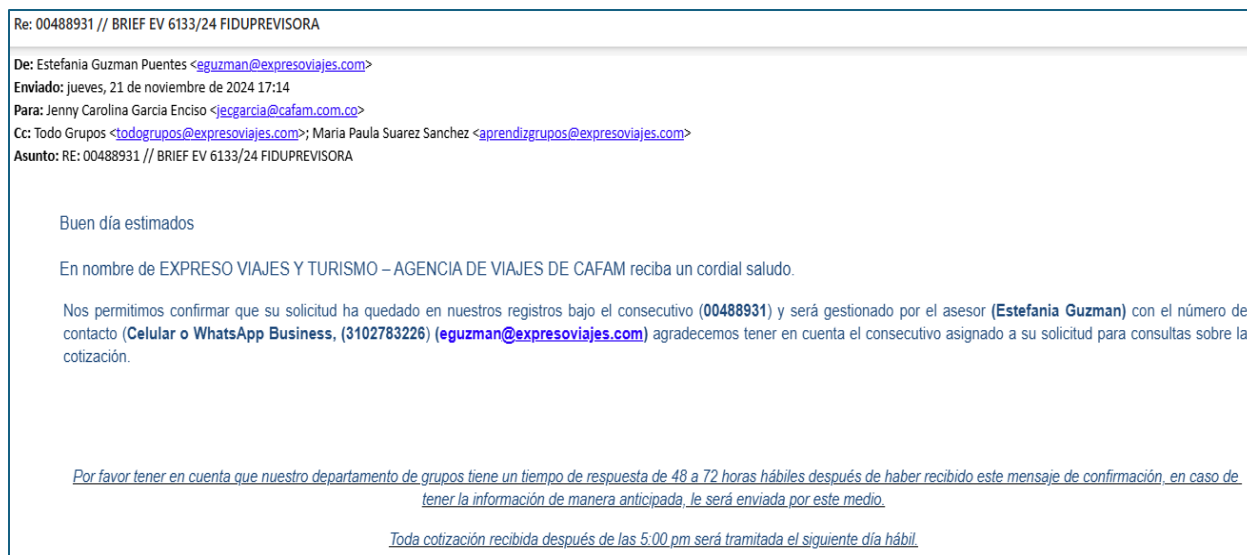 Re: 00488931 // BRIEF EV 6133/24 FIDUPREVISORA
De: Estefania Guzman Puentes <eguzman@expresoviajes.com>
Enviado: jueves, 21 de noviembre de 2024 17:14
Para: Jenny Carolina Garcia Enciso <jecgarcia@cafam.com.co>
Cc: Todo Grupos <todogrupos@expresoviajes.com>; Maria Paula Suarez Sanchez <aprendizgrupos@expresoviajes.com>
Asunto: RE: 00488931 // BRIEF EV 6133/24 FIDUPREVISORA
Buen día estimados
En nombre de EXPRESO VIAJES Y TURISMO – AGENCIA DE VIAJES DE CAFAM reciba un cordial saludo.
Nos permitimos confirmar que su solicitud ha quedado en nuestros registros bajo el consecutivo (00488931) y será gestionado por el asesor (Estefania Guzman) con el número de
contacto (Celular o WhatsApp Business, (3102783226) (eguzman@expresoviajes.com) agradecemos tener en cuenta el consecutivo asignado a su solicitud para consultas sobre la
cotización.
Por favor tener en cuenta que nuestro departamento de grupos tiene un tiempo de respuesta de 48 a 72 horas hábiles después de haber recibido este mensaje de confirmación, en caso de
tener la información de manera anticipada, le será enviada por este medio.
Toda cotización recibida después de las 5:00 pm será tramitada el siguiente día hábil.